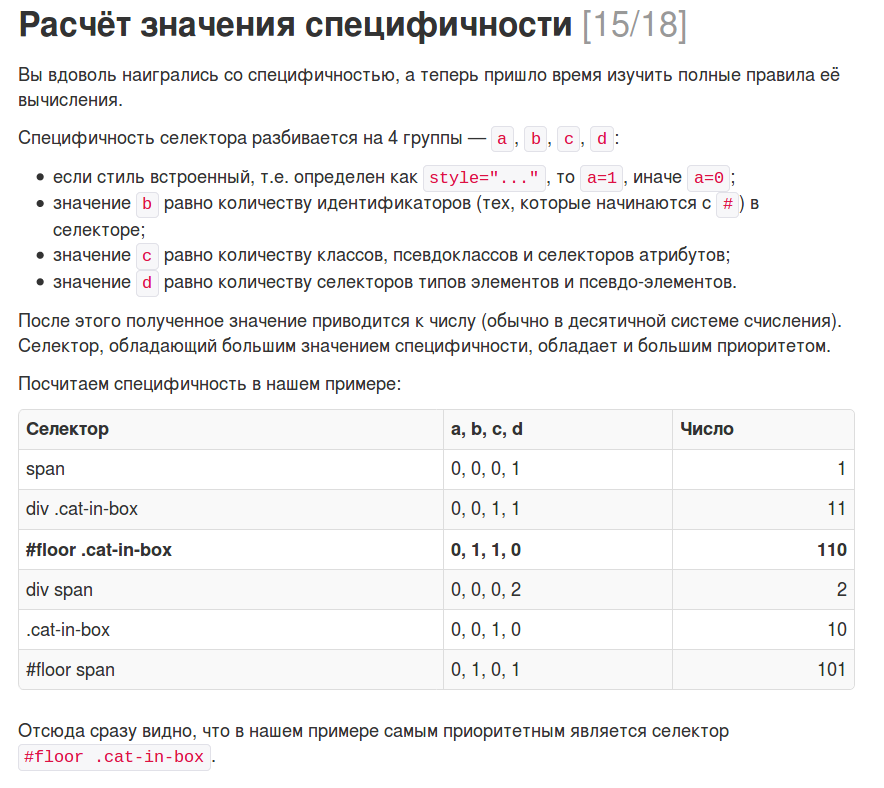 Расчёт значения специфичности [15/18]
Вы вдоволь наигрались со специфичностью, а теперь пришло время изучить полные правила её
вычисления.
Специфичность селектора разбивается на 4 группы — a, b, c, d:
• если стиль встроенный, т.е. определен как style="...", то a=1, иначе a=0;
• значение b равно количеству идентификаторов (тех, которые начинаются с #) в
селекторе;
• значение c равно количеству классов, псевдоклассов и селекторов атрибутов;
• значение d равно количеству селекторов типов элементов и псевдо-элементов.
После этого полученное значение приводится к числу (обычно в десятичной системе счисления).
Селектор, обладающий большим значением специфичности, обладает и большим приоритетом.
Посчитаем специфичность в нашем примере:
Селектор a, b, c, d Число
span 0, 0, 0, 1 1
div .cat-in-box 0, 0, 1, 1 11
#floor .cat-in-box 0, 1, 1, 0 110
div span 0, 0, 0, 2 2
.cat-in-box 0, 0, 1, 0 10
#floor span 0, 1, 0, 1 101
Отсюда сразу видно, что в нашем примере самым приоритетным является селектор
#floor .cat-in-box.